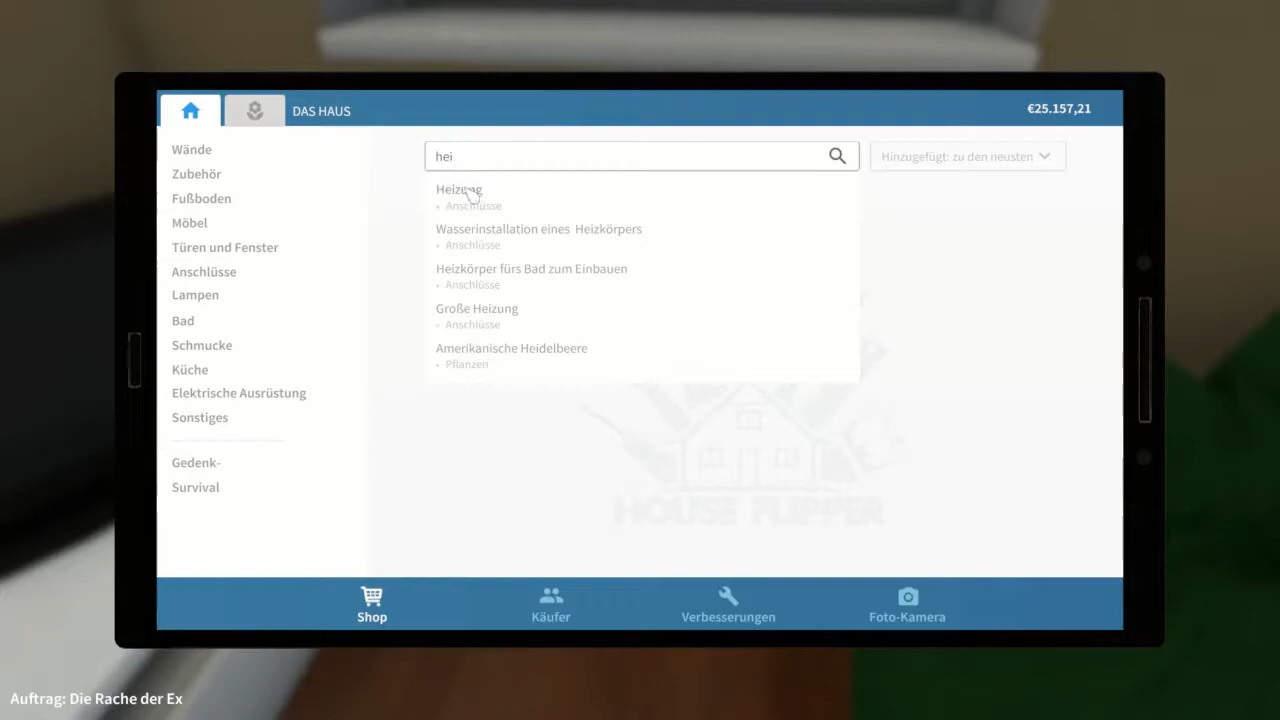 DAS HAUS
€25.157,21
Wände
Zubehör
Fußboden
Möbel
Türen und Fenster
Anschlüsse
Lampen
Bad
Schmucke
Küche
Elektrische Ausrüstung
Sonstiges
Gedenk-
Survival
hei
Hinzugefügt: zu den neusten
Heizung
• Anschlüsse
Wasserinstallation eines Heizkörpers
• Anschlüsse
Heizkörper fürs Bad zum Einbauen
• Anschlüsse
Große Heizung
• Anschlüsse
Amerikanische Heidelbeere
• Pflanzen
HOUSE FLIPPER
Shop
Käufer
Verbesserungen
Foto-Kamera
Auftrag: Die Rache der Ex